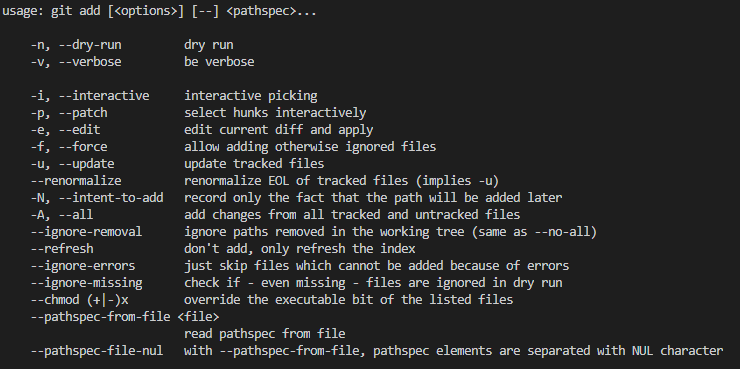 usage: git add [<options>] [--] <pathspec>...

    -n, --dry-run         dry run
    -v, --verbose         be verbose

    -i, --interactive     interactive picking
    -p, --patch           select hunks interactively
    -e, --edit            edit current diff and apply
    -f, --force           allow adding otherwise ignored files
    -u, --update          update tracked files
    --renormalize         renormalize EOL of tracked files (implies -u)
    -N, --intent-to-add   record only the fact that the path will be added later
    -A, --all             add changes from all tracked and untracked files
    --ignore-removal      ignore paths removed in the working tree (same as --no-all)
    --refresh             don't add, only refresh the index
    --ignore-errors       just skip files which cannot be added because of errors
    --ignore-missing      check if - even missing - files are ignored in dry run
    --chmod (+|-)x        override the executable bit of the listed files
    --pathspec-from-file <file>
                          read pathspec from file
    --pathspec-file-nul   with --pathspec-from-file, pathspec elements are separated with NUL character